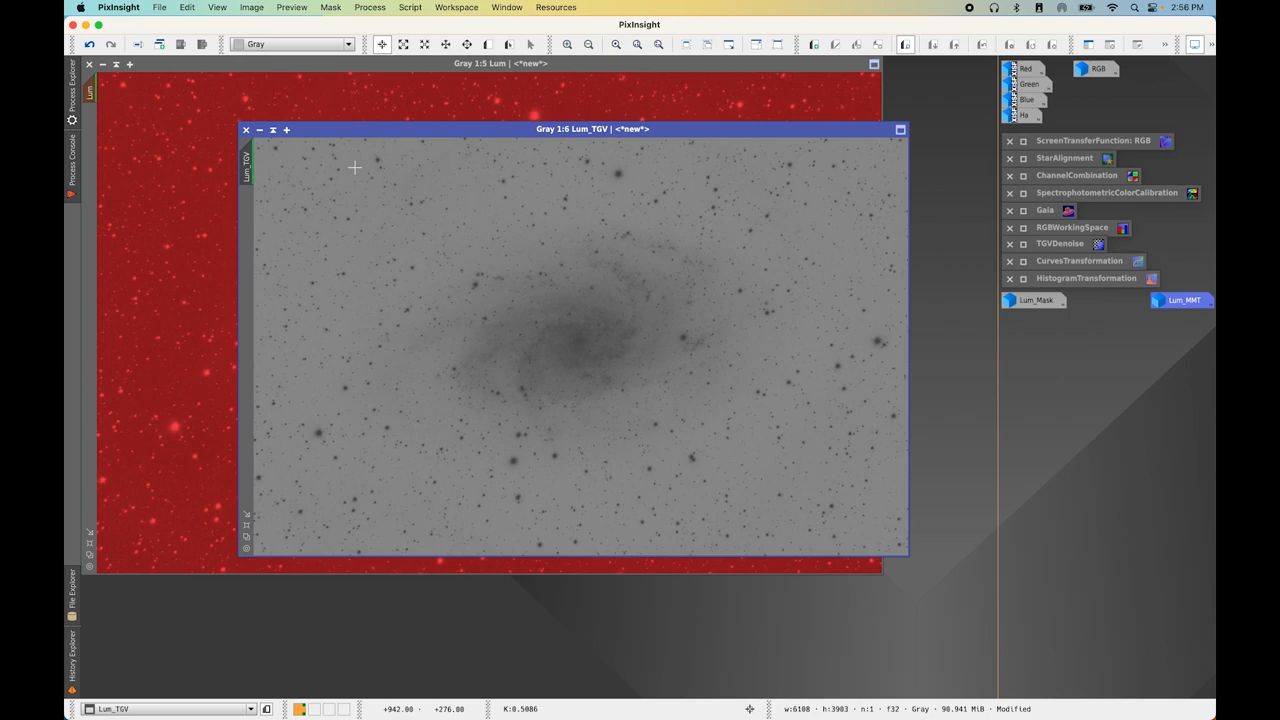 PixInsight File Edit View Image Preview Mask Process Script Workspace Window Resources 2:56 PM
PixInsight
Gray
Process Explorer
Process Console
File Explorer
History Explorer
Gray 1:5 Lum | <*new*>
Lum
Gray 1:6 Lum_TGV | <*new*>
Lum_TGV
Red
RGB
Green
Blue
Ha
ScreenTransferFunction: RGB
StarAlignment
ChannelCombination
SpectrophotometricColorCalibration
Gaia
RGBWorkingSpace
TGVDenoise
CurvesTransformation
HistogramTransformation
Lum_Mask
Lum_MMT
Lum_TGV
+942.00 · +276.00 K:0.5086
w:6108 · h:3903 · n:1 · f32 · Gray · 90.941 MiB · Modified